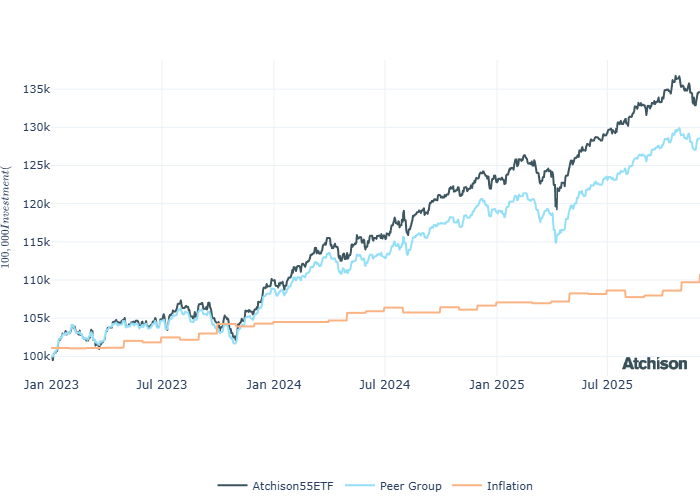 135k
130k
125k
120k
115k
110k
105k
100k
100,000Investment(
Jan 2023
Jul 2023
Jan 2024
Jul 2024
Jan 2025
Jul 2025
Atchison
Atchison55ETF
Peer Group
Inflation